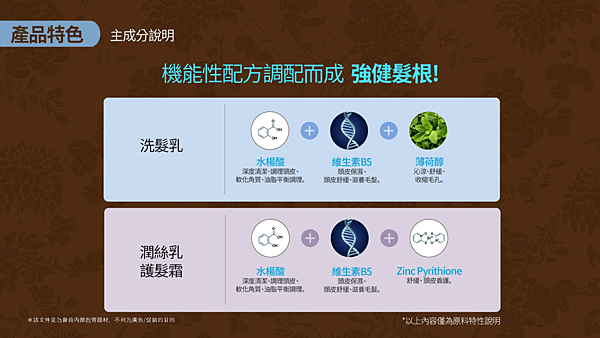 產品特色
主成分說明
機能性配方調配而成 強健髮根!
洗髮乳
水楊酸
深度清潔、調理頭皮、
軟化角質、油脂平衡調理。
維生素B5
頭皮保濕、
頭皮舒緩、滋養毛髮。
薄荷醇
沁涼、舒緩、
收縮毛孔。
潤絲乳
護髮霜
水楊酸
深度清潔、調理頭皮、
軟化角質、油脂平衡調理。
維生素B5
頭皮保濕、
頭皮舒緩、滋養毛髮。
Zinc Pyrithione
舒緩、頭皮養護。
※該文件是為會員內部教育題材，不利為廣告/促銷的目的
*以上內容僅為原料特性說明